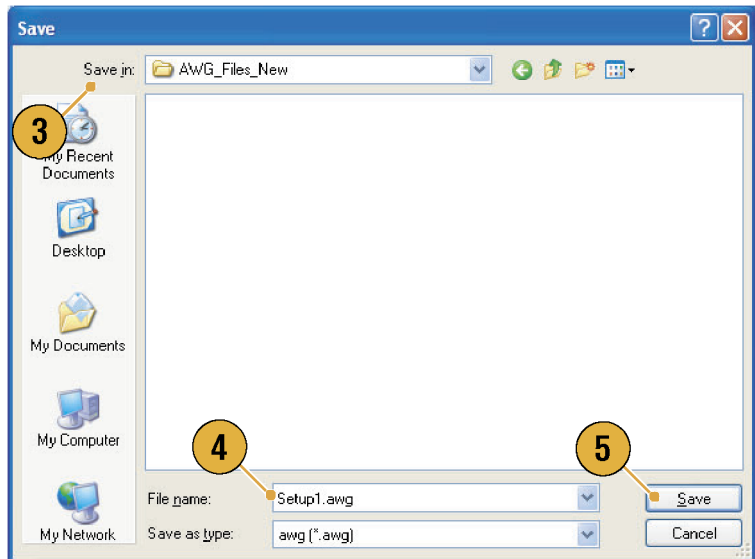 Save
Save in: AWG_Files_New
3
My Recent
Documents
Desktop
My Documents
My Computer
My Network
4
5
File name: Setup1.awg
Save
Save as type: awg (*.awg)
Cancel